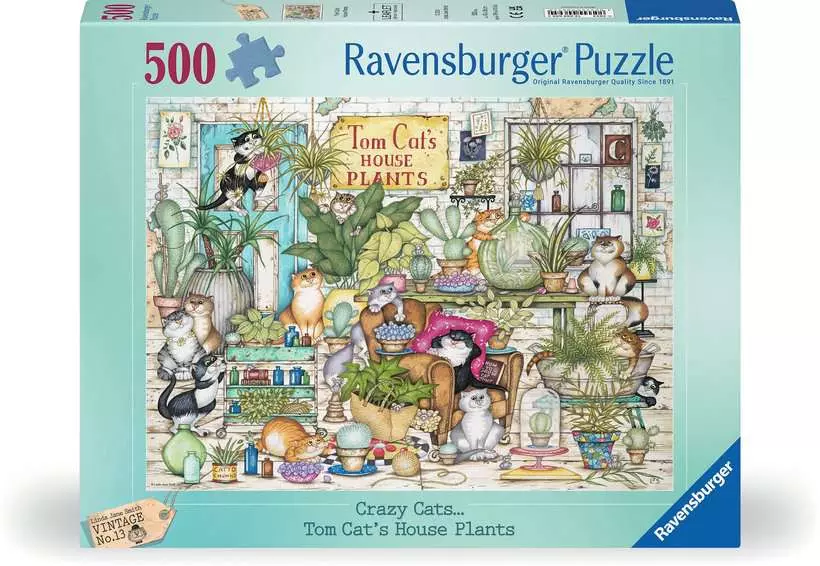 Ravensburger
500
Ravensburger® Puzzle
Original Ravensburger Quality Since 1891
Tom Cat's
HOUSE
PLANTS
C
Linda Jane Smith
VINTAGE
No.13
Crazy Cats...
Tom Cat's House Plants
Ravensburger